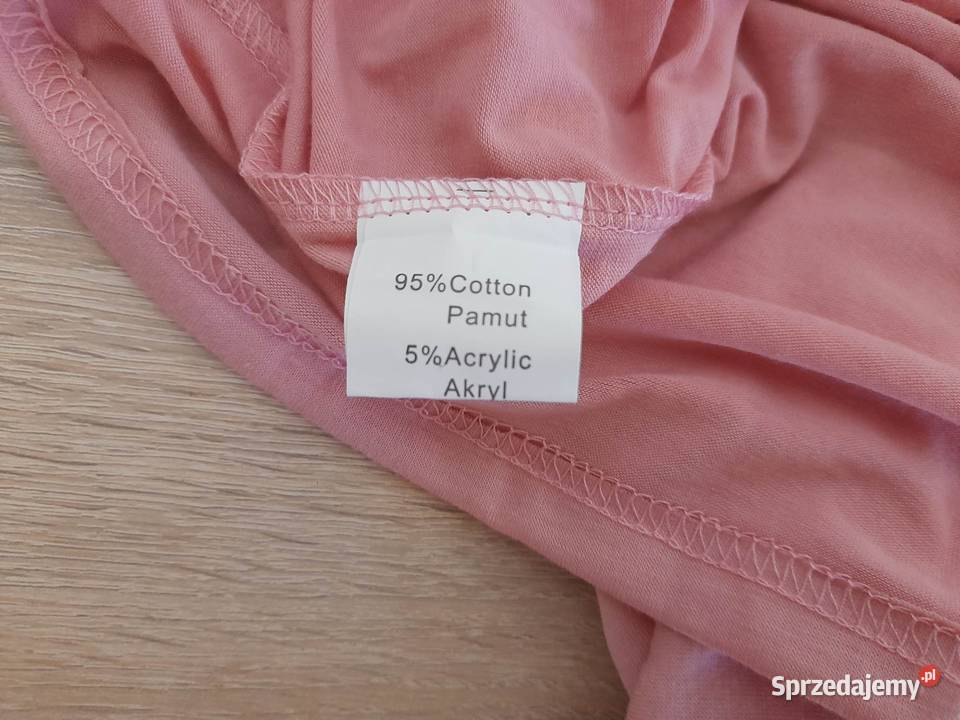 95%Cotton
Pamut
5%Acrylic
Akryl
Sprzedajemy.pl